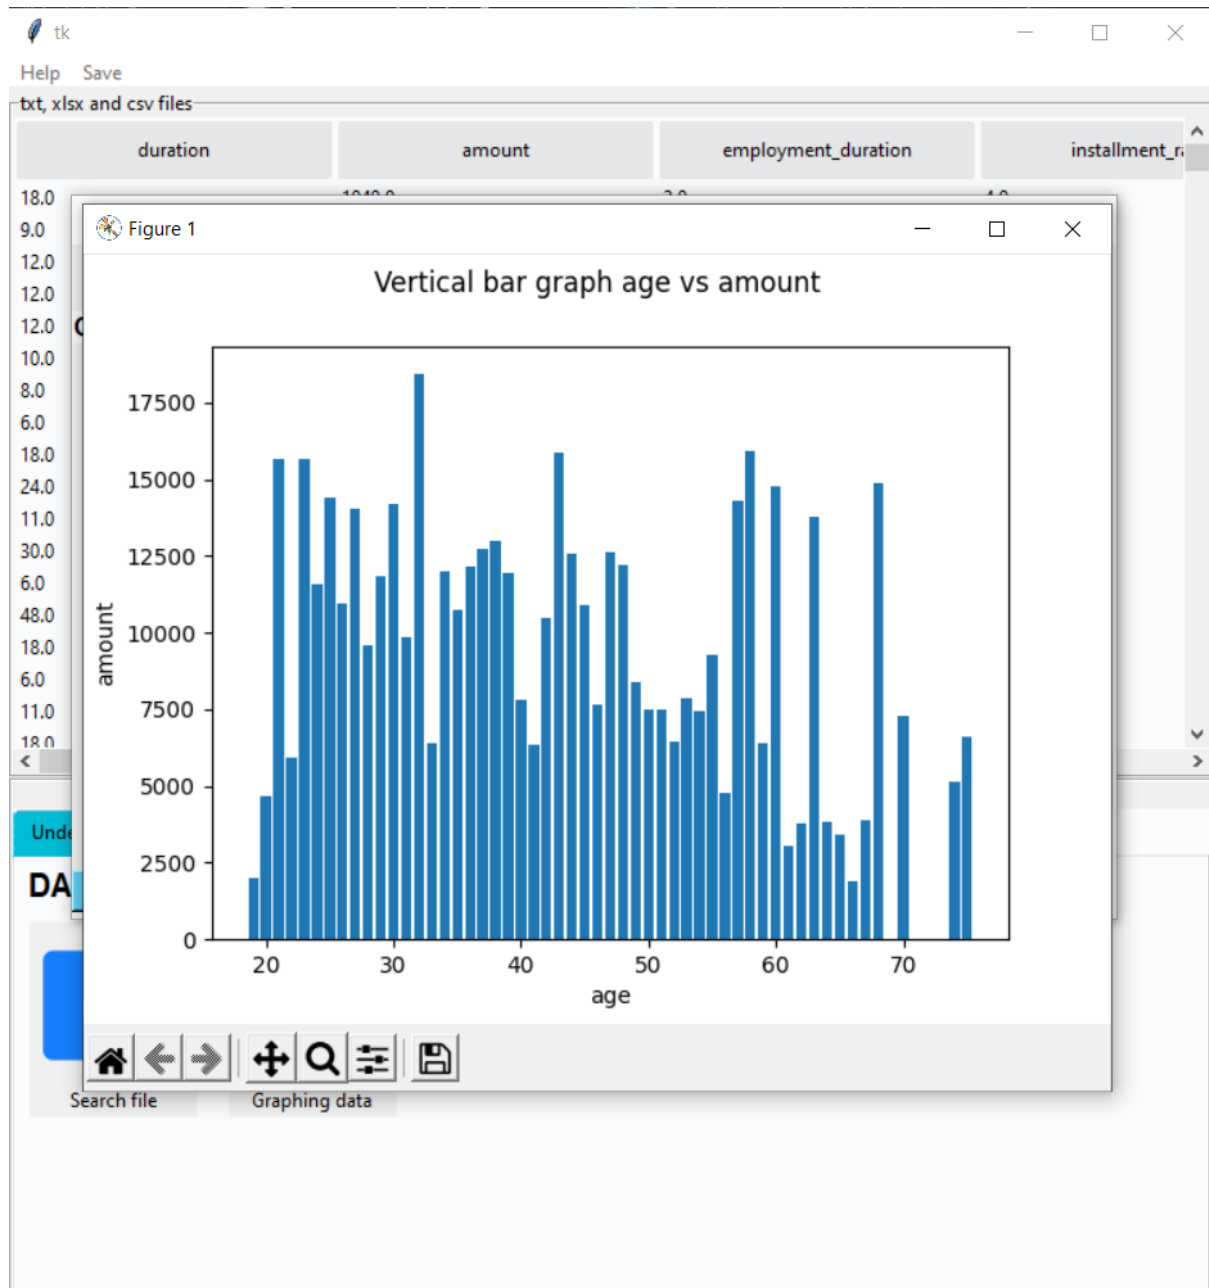 tk
Help Save
txt, xlsx and csv files
duration amount employment_duration
18.0
9.0
12.0
12.0
12.0
10.0
8.0
6.0
18.0
24.0
11.0
30.0
6.0
48.0
18.0
6.0
11.0
18.0
Figure 1
Vertical bar graph age vs amount
17500
15000
12500
10000
7500
5000
2500
0
amount
20 30 40 50 60 70
age
Search file Graphing data